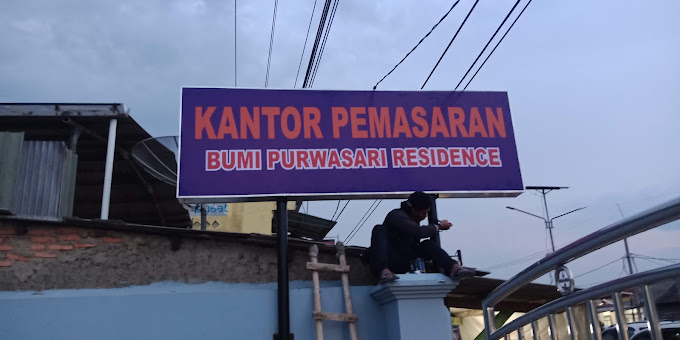 KANTOR PEMASARAN
BUMI PURWASARI RESIDENCE